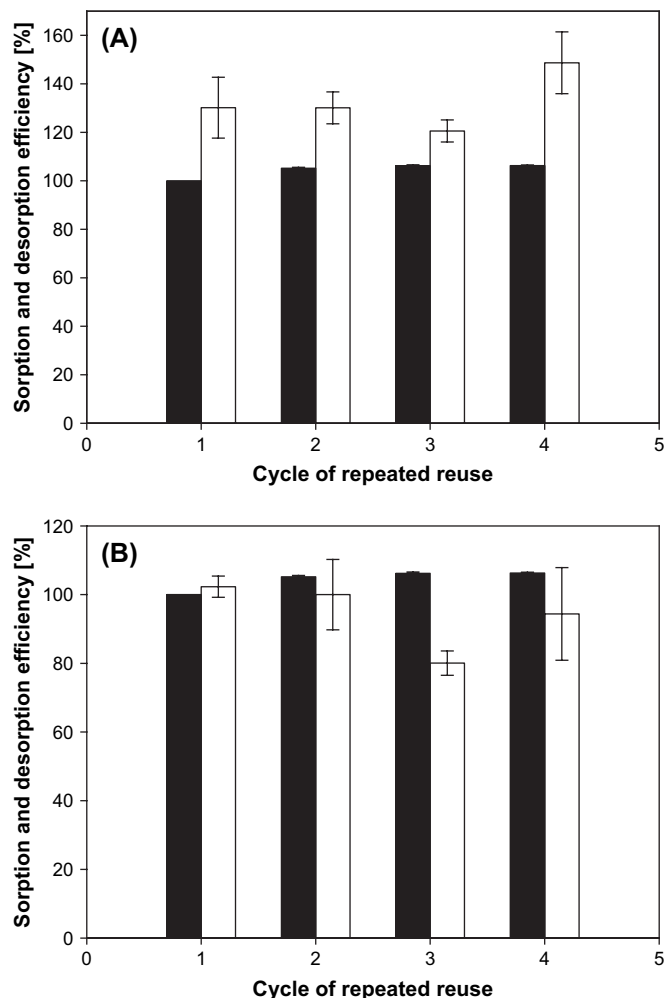 (A)
Sorption and desorption efficiency [%]
160
140
120
100
80
60
40
20
0
0 1 2 3 4 5
Cycle of repeated reuse
(B)
Sorption and desorption efficiency [%]
120
100
80
60
40
20
0
0 1 2 3 4 5
Cycle of repeated reuse